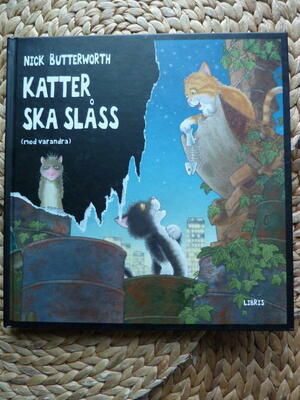 NICK BUTTERWORTH
KATTER
SKA SLÅSS
(med varandra)
LIBRIS